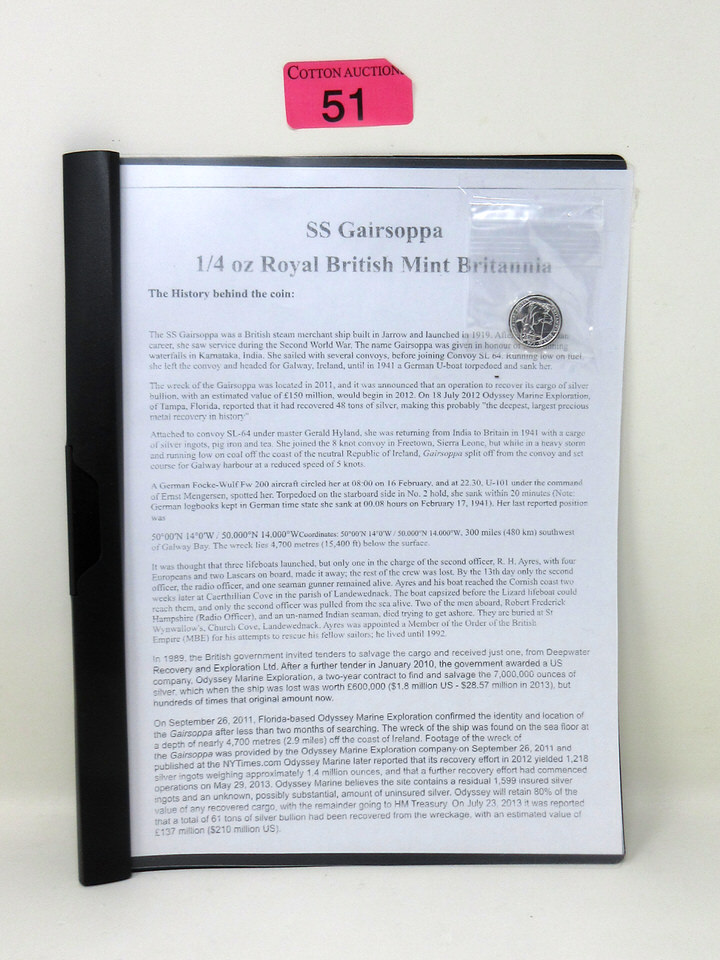 COTTON AUCTION
51
SS Gairsoppa
1/4 oz Royal British Mint Britannia
The History behind the coin:
The SS Gairsoppa was a British steam merchant ship built in Jarrow and launched in 1919.
career, she saw service during the Second World War. The name Gairsoppa was given in honour of
waterfalls in Karnataka, India. She sailed with several convoys, before joining Convoy SL 64. Running low on fuel,
she left the convoy and headed for Galway, Ireland, until in 1941 a German U-boat torpedoed and sank her.
The wreck of the Gairsoppa was located in 2011, and it was announced that an operation to recover its cargo of silver
bullion, with an estimated value of £150 million, would begin in 2012. On 18 July 2012 Odyssey Marine Exploration,
of Tampa, Florida, reported that it had recovered 48 tons of silver, making this probably "the deepest, largest precious
metal recovery in history"
Attached to convoy SL-64 under master Gerald Hyland, she was returning from India to Britain in 1941 with a cargo
of silver ingots, pig iron and tea. She joined the 8 knot convoy in Freetown, Sierra Leone, but while in a heavy storm
and running low on coal off the coast of the neutral Republic of Ireland, Gairsoppa split off from the convoy and set
course for Galway harbour at a reduced speed of 5 knots.
A German Focke-Wulf Fw 200 aircraft circled her at 08:00 on 16 February, and at 22.30, U-101 under the command
of Ernst Mengersen, spotted her. Torpedoed on the starboard side in No. 2 hold, she sank within 20 minutes (Note:
German logbooks kept in German time state she sank at 00.08 hours on February 17, 1941). Her last reported position
was
50°00′N 14°0′W / 50.000°N 14.000°WCoordinates: 50°00′N 14°0′W / 50.000°N 14.000°W, 300 miles (480 km) southwest
of Galway Bay. The wreck lies 4,700 metres (15,400 ft) below the surface.
It was thought that three lifeboats launched, but only one in the charge of the second officer, R. H. Ayres, with four
Europeans and two Lascars on board, made it away; the rest of the crew was lost. By the 13th day only the second
officer, the radio officer, and one seaman gunner remained alive. Ayres and his boat reached the Cornish coast two
weeks later at Caerthillian Cove in the parish of Landewednack. The boat capsized before the Lizard lifeboat could
reach them, and only the second officer was pulled from the sea alive. Two of the men aboard, Robert Frederick
Hampshire (Radio Officer), and an un-named Indian seaman, died trying to get ashore. They are buried at St
Wynwallow's, Church Cove, Landewednack. Ayres was appointed a Member of the Order of the British
Empire (MBE) for his attempts to rescue his fellow sailors; he lived until 1992.
In 1989, the British government invited tenders to salvage the cargo and received just one, from Deepwater
Recovery and Exploration Ltd. After a further tender in January 2010, the government awarded a US
company, Odyssey Marine Exploration, a two-year contract to find and salvage the 7,000,000 ounces of
silver, which when the ship was lost was worth £600,000 ($1.8 million US - $28.57 million in 2013), but
hundreds of times that original amount now.
On September 26, 2011, Florida-based Odyssey Marine Exploration confirmed the identity and location of
the Gairsoppa after less than two months of searching. The wreck of the ship was found on the sea floor at
a depth of nearly 4,700 metres (2.9 miles) off the coast of Ireland. Footage of the wreck of
the Gairsoppa was provided by the Odyssey Marine Exploration company on September 26, 2011 and
published at the NYTimes.com Odyssey Marine later reported that its recovery effort in 2012 yielded 1,218
silver ingots weighing approximately 1.4 million ounces, and that a further recovery effort had commenced
operations on May 29, 2013. Odyssey Marine believes the site contains a residual 1,599 insured silver
ingots and an unknown, possibly substantial, amount of uninsured silver. Odyssey will retain 80% of the
value of any recovered cargo, with the remainder going to HM Treasury. On July 23, 2013 it was reported
that a total of 61 tons of silver bullion had been recovered from the wreckage, with an estimated value of
£137 million ($210 million US).